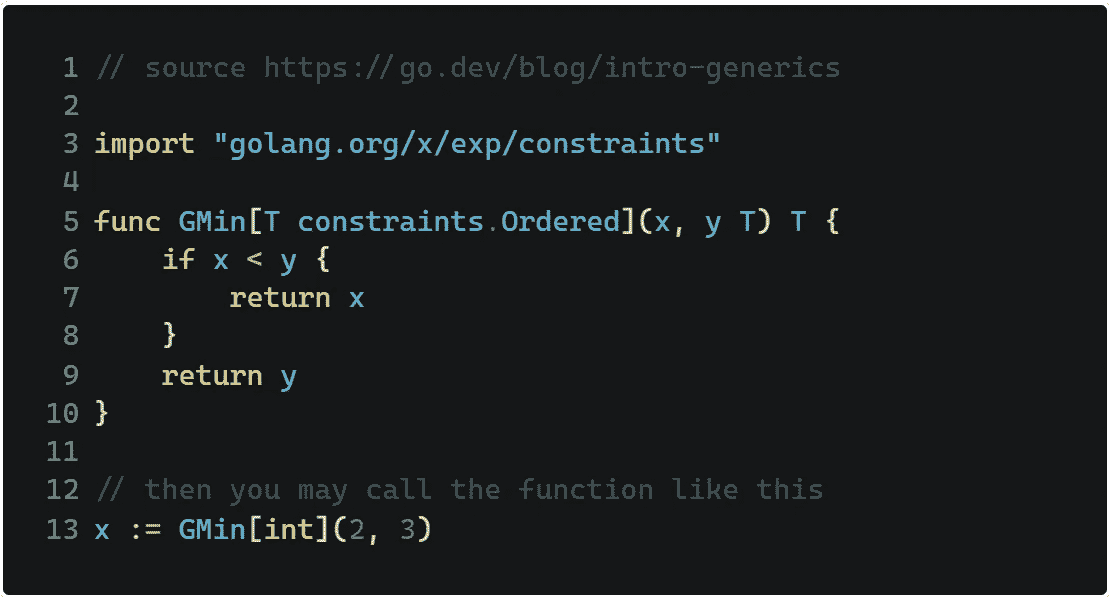 1 // source https://go.dev/blog/intro-generics
2
3 import "golang.org/x/exp/constraints"
4
5 func GMin[T constraints.Ordered](x, y T) T {
6     if x < y {
7         return x
8     }
9     return y
10 }
11
12 // then you may call the function like this
13 x := GMin[int](2, 3)